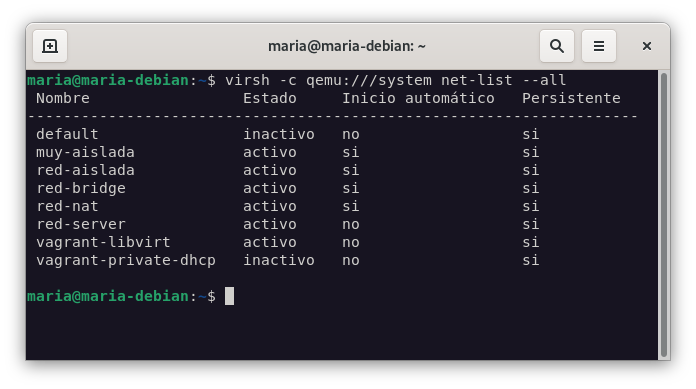 maria@maria-debian: ~
maria@maria-debian:~$ virsh -c qemu:///system net-list --all
Nombre Estado Inicio automático Persistente
--------------------------------------------------------------------
default inactivo no si
muy-aislada activo si si
red-aislada activo si si
red-bridge activo si si
red-nat activo si si
red-server activo no si
vagrant-libvirt activo no si
vagrant-private-dhcp inactivo no si
maria@maria-debian:~$